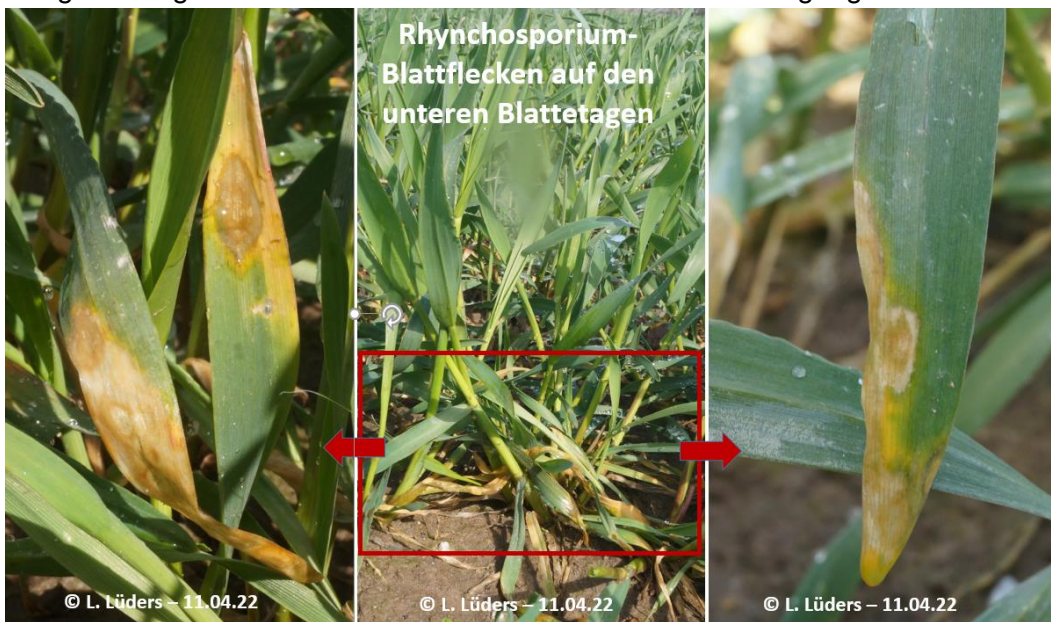 Rhynchosporium-
Blattflecken auf den
unteren Blattetagen
© L. Lüders – 11.04.22
© L. Lüders – 11.04.22
© L. Lüders – 11.04.22